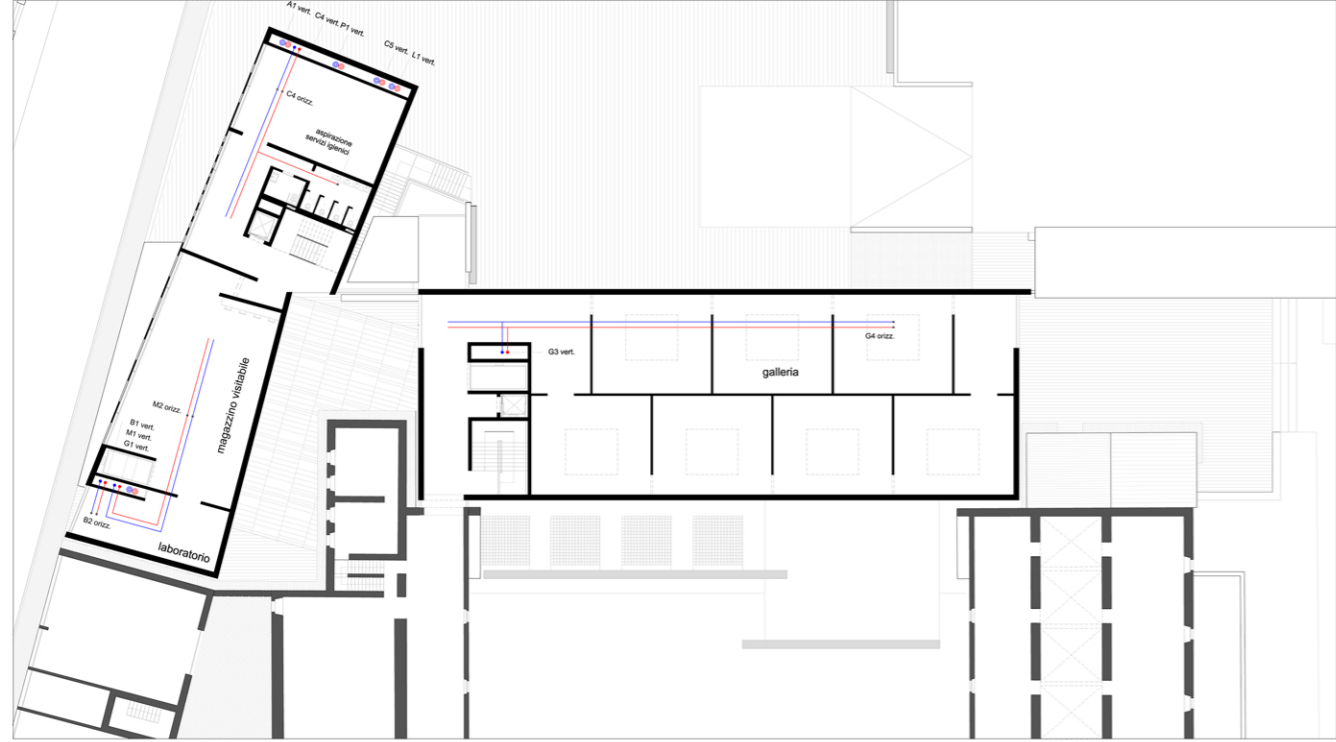 A1 vert. C4 vert. P1 vert.
C5 vert. L1 vert.
C4 orizz.
aspirazione
servizi igienici
G4 orizz.
G3 vert.
galleria
magazzino visitabile
M2 orizz.
B1 vert.
M1 vert.
G1 vert.
B2 orizz.
laboratorio